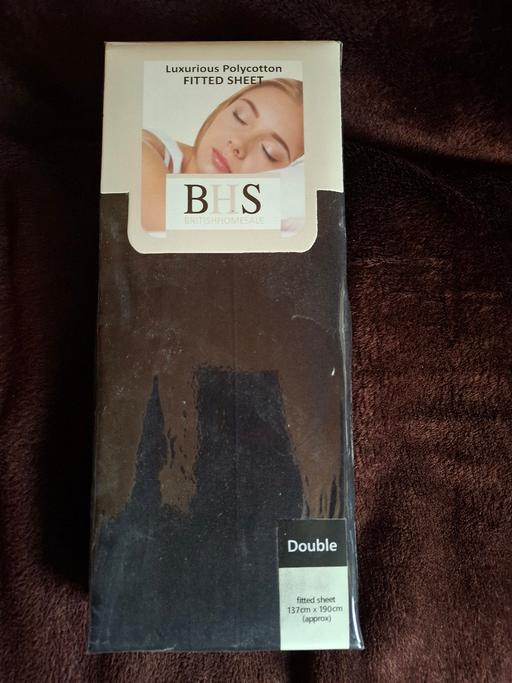 Luxurious Polycotton
FITTED SHEET
BHS
BRITISHHOMESALE
Double
fitted sheet
137cm x 190cm
(approx)